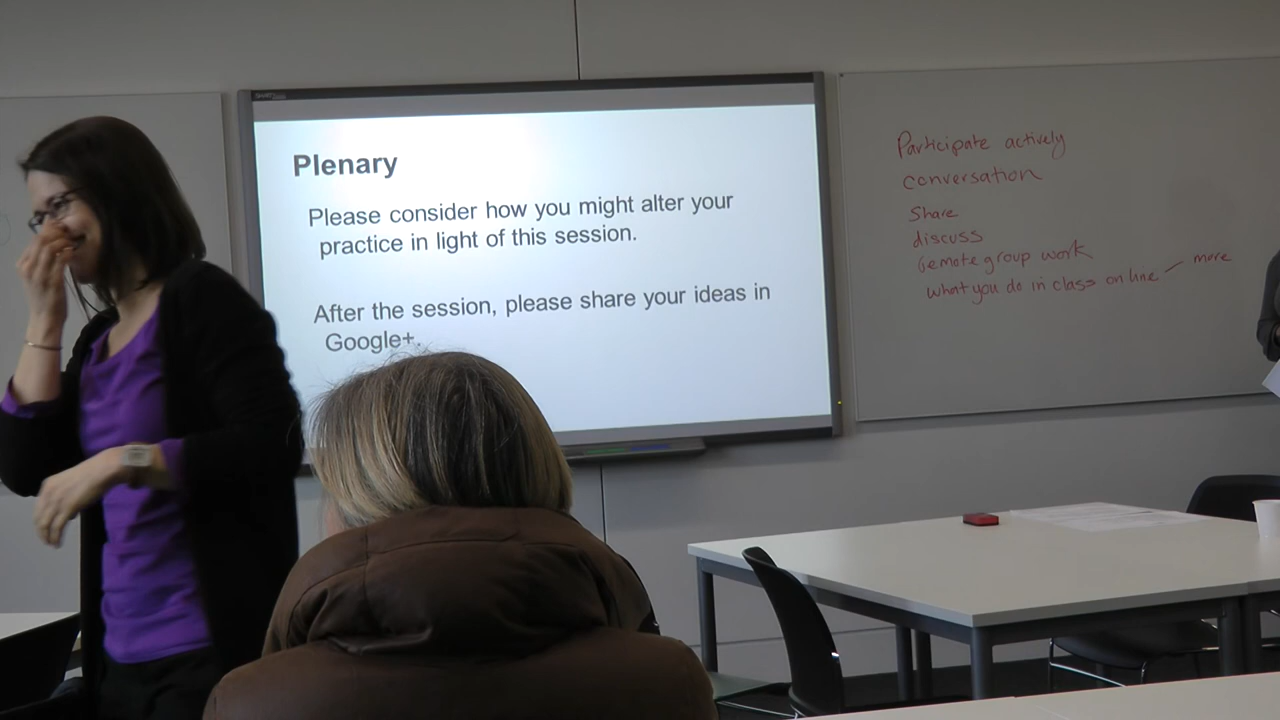 Plenary
Please consider how you might alter your
practice in light of this session.
After the session, please share your ideas in
Google+.
Participate actively
conversation
Share
discuss
remote group work
what you do in class on line — more